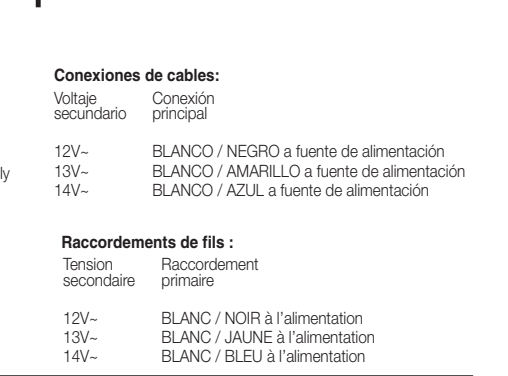 Conexiones de cables:
Voltaje Conexión
secundario principal
12V~ BLANCO / NEGRO a fuente de alimentación
ly
13V~ BLANCO / AMARILLO a fuente de alimentación
14V~ BLANCO / AZUL a fuente de alimentación
Raccordements de fils :
Tension Raccordement
secondaire primaire
12V~ BLANC / NOIR à l'alimentation
13V~ BLANC / JAUNE à l'alimentation
14V~ BLANC / BLEU à l'alimentation